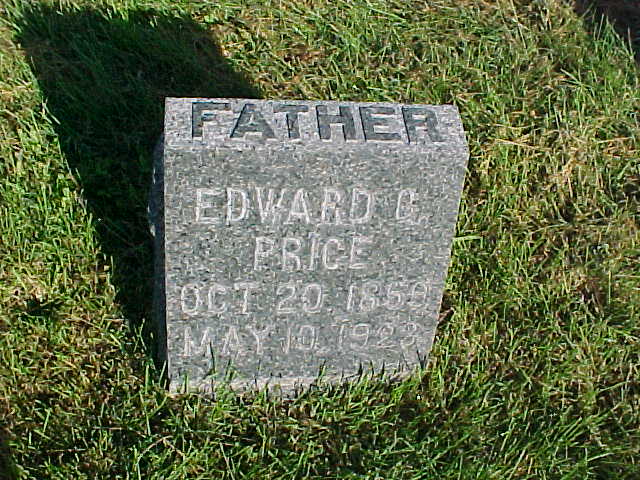 FATHER
EDWARD C.
PRICE
OCT. 20. 1850
MAY 10. 1923